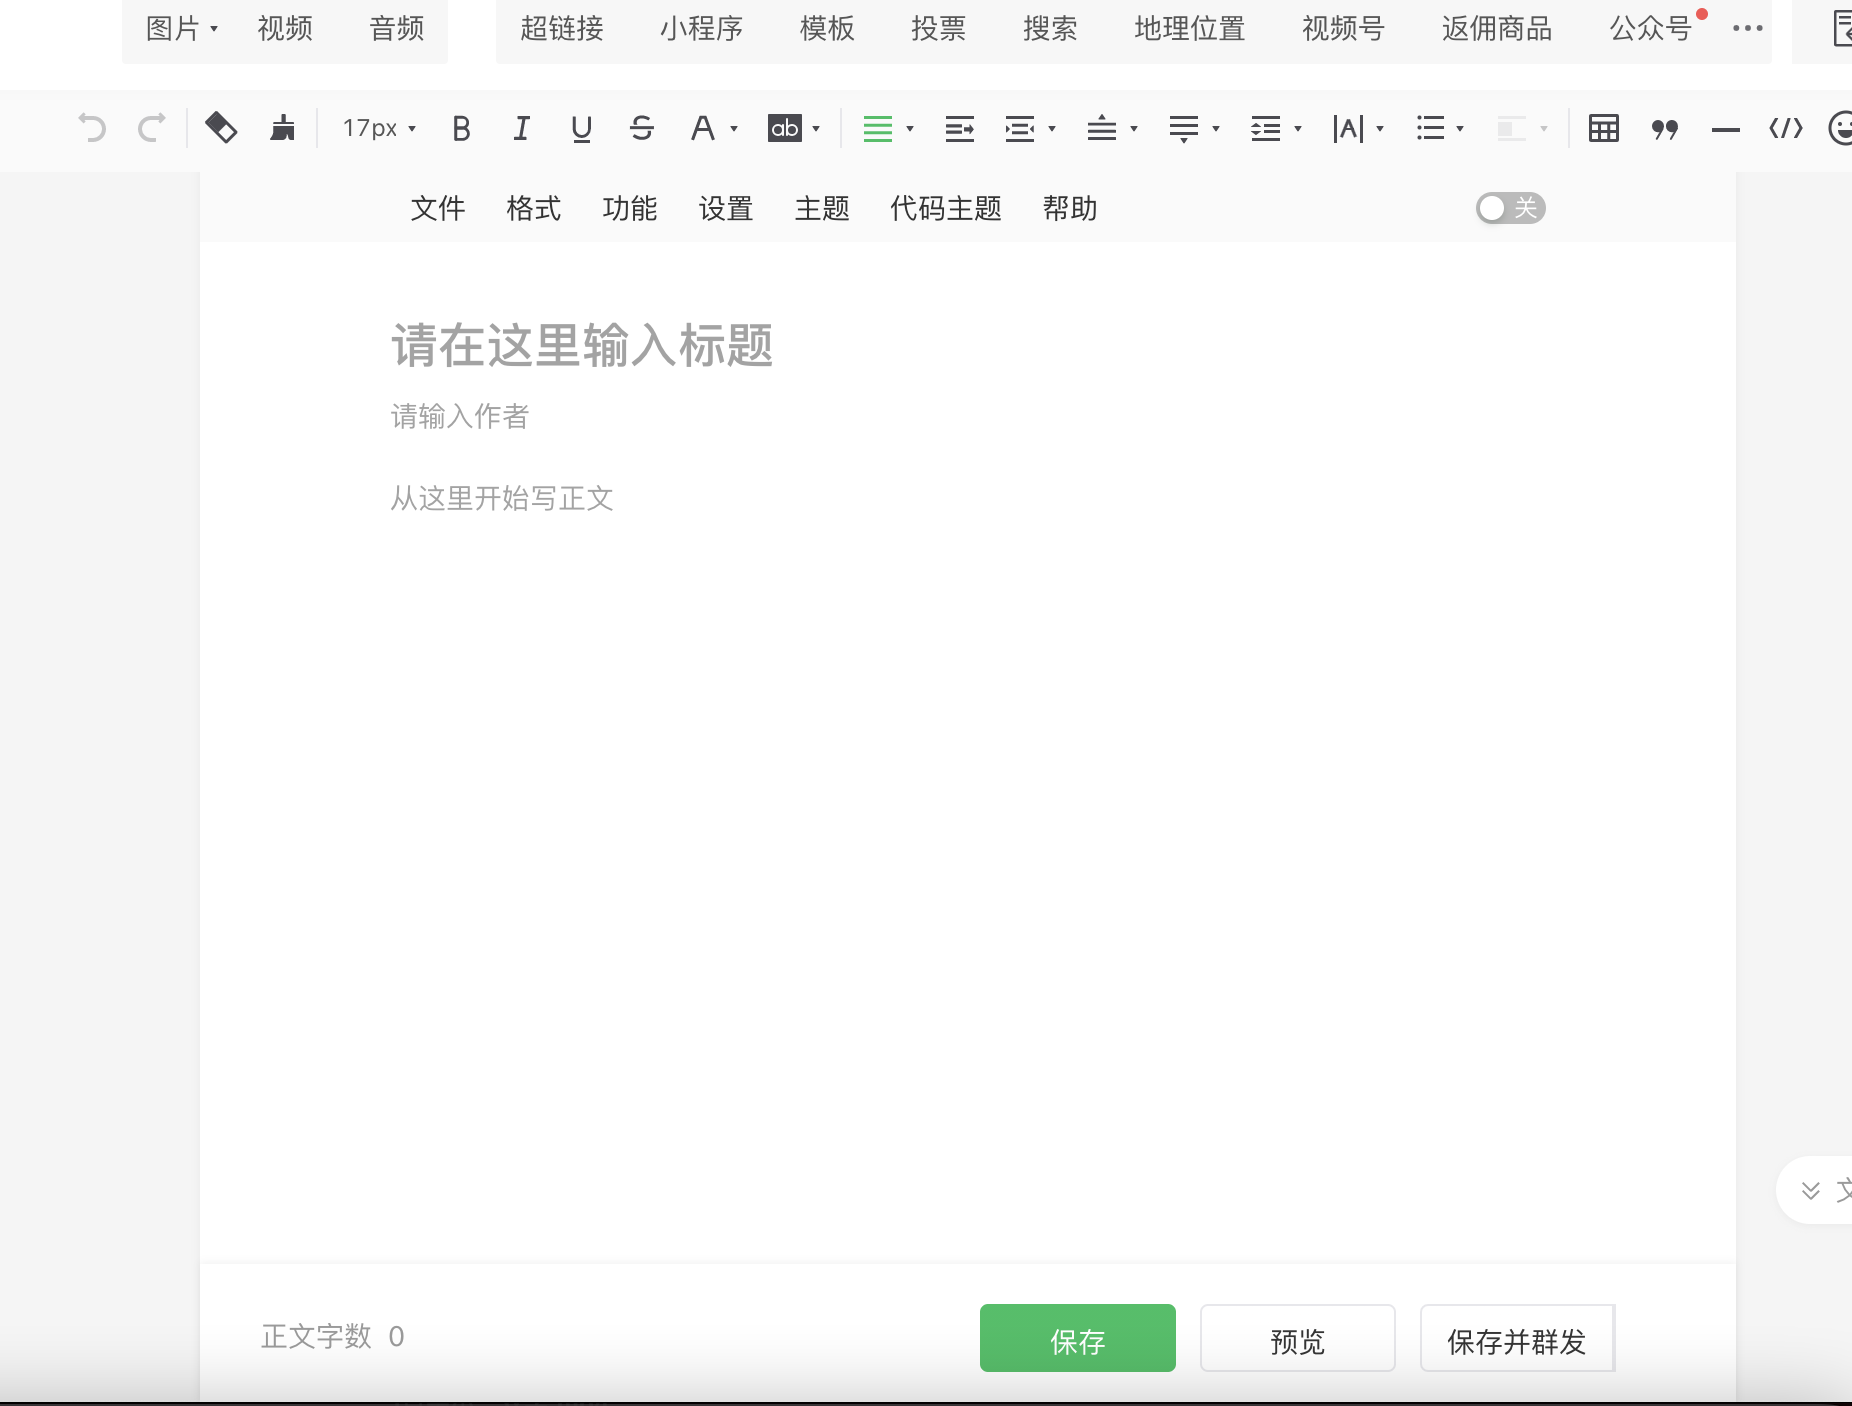 图片 视频 音频 超链接 小程序 模板 投票 搜索 地理位置 视频号 返佣商品 公众号
17px B I U S A ab A
文件 格式 功能 设置 主题 代码主题 帮助 关
请在这里输入标题
请输入作者
从这里开始写正文
文
正文字数 0 保存 预览 保存并群发